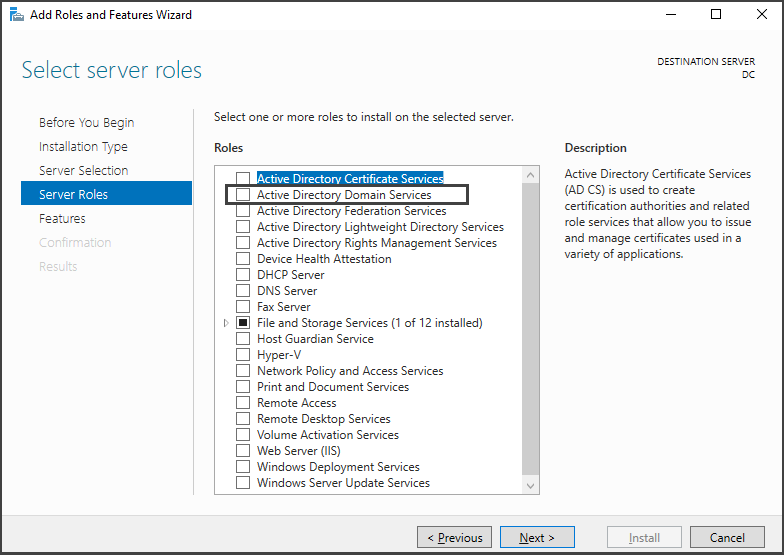 Add Roles and Features Wizard
Select server roles
DESTINATION SERVER
DC
Before You Begin
Installation Type
Server Selection
Server Roles
Features
Confirmation
Results
Select one or more roles to install on the selected server.
Roles
Active Directory Certificate Services
Active Directory Domain Services
Active Directory Federation Services
Active Directory Lightweight Directory Services
Active Directory Rights Management Services
Device Health Attestation
DHCP Server
DNS Server
Fax Server
File and Storage Services (1 of 12 installed)
Host Guardian Service
Hyper-V
Network Policy and Access Services
Print and Document Services
Remote Access
Remote Desktop Services
Volume Activation Services
Web Server (IIS)
Windows Deployment Services
Windows Server Update Services
Description
Active Directory Certificate Services
(AD CS) is used to create
certification authorities and related
role services that allow you to issue
and manage certificates used in a
variety of applications.
< Previous
Next >
Install
Cancel